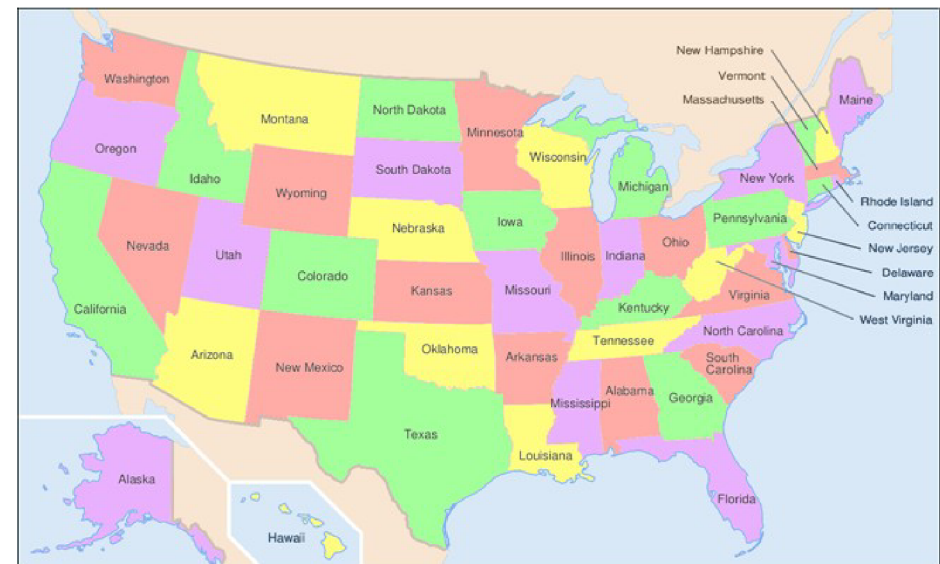 New Hampshire
Vermont
Massachusetts
Washington
Montana
North Dakota
Minnesota
Maine
Oregon
Idaho
Wyoming
South Dakota
Wisconsin
Michigan
New York
Rhode Island
Connecticut
New Jersey
Delaware
Maryland
West Virginia
Nevada
Utah
Colorado
Nebraska
Iowa
Illinois
Indiana
Ohio
Pennsylvania
California
Kansas
Missouri
Kentucky
Virginia
Arizona
New Mexico
Oklahoma
Arkansas
Tennessee
North Carolina
South
Carolina
Texas
Louisiana
Mississippi
Alabama
Georgia
Florida
Alaska
Hawaii